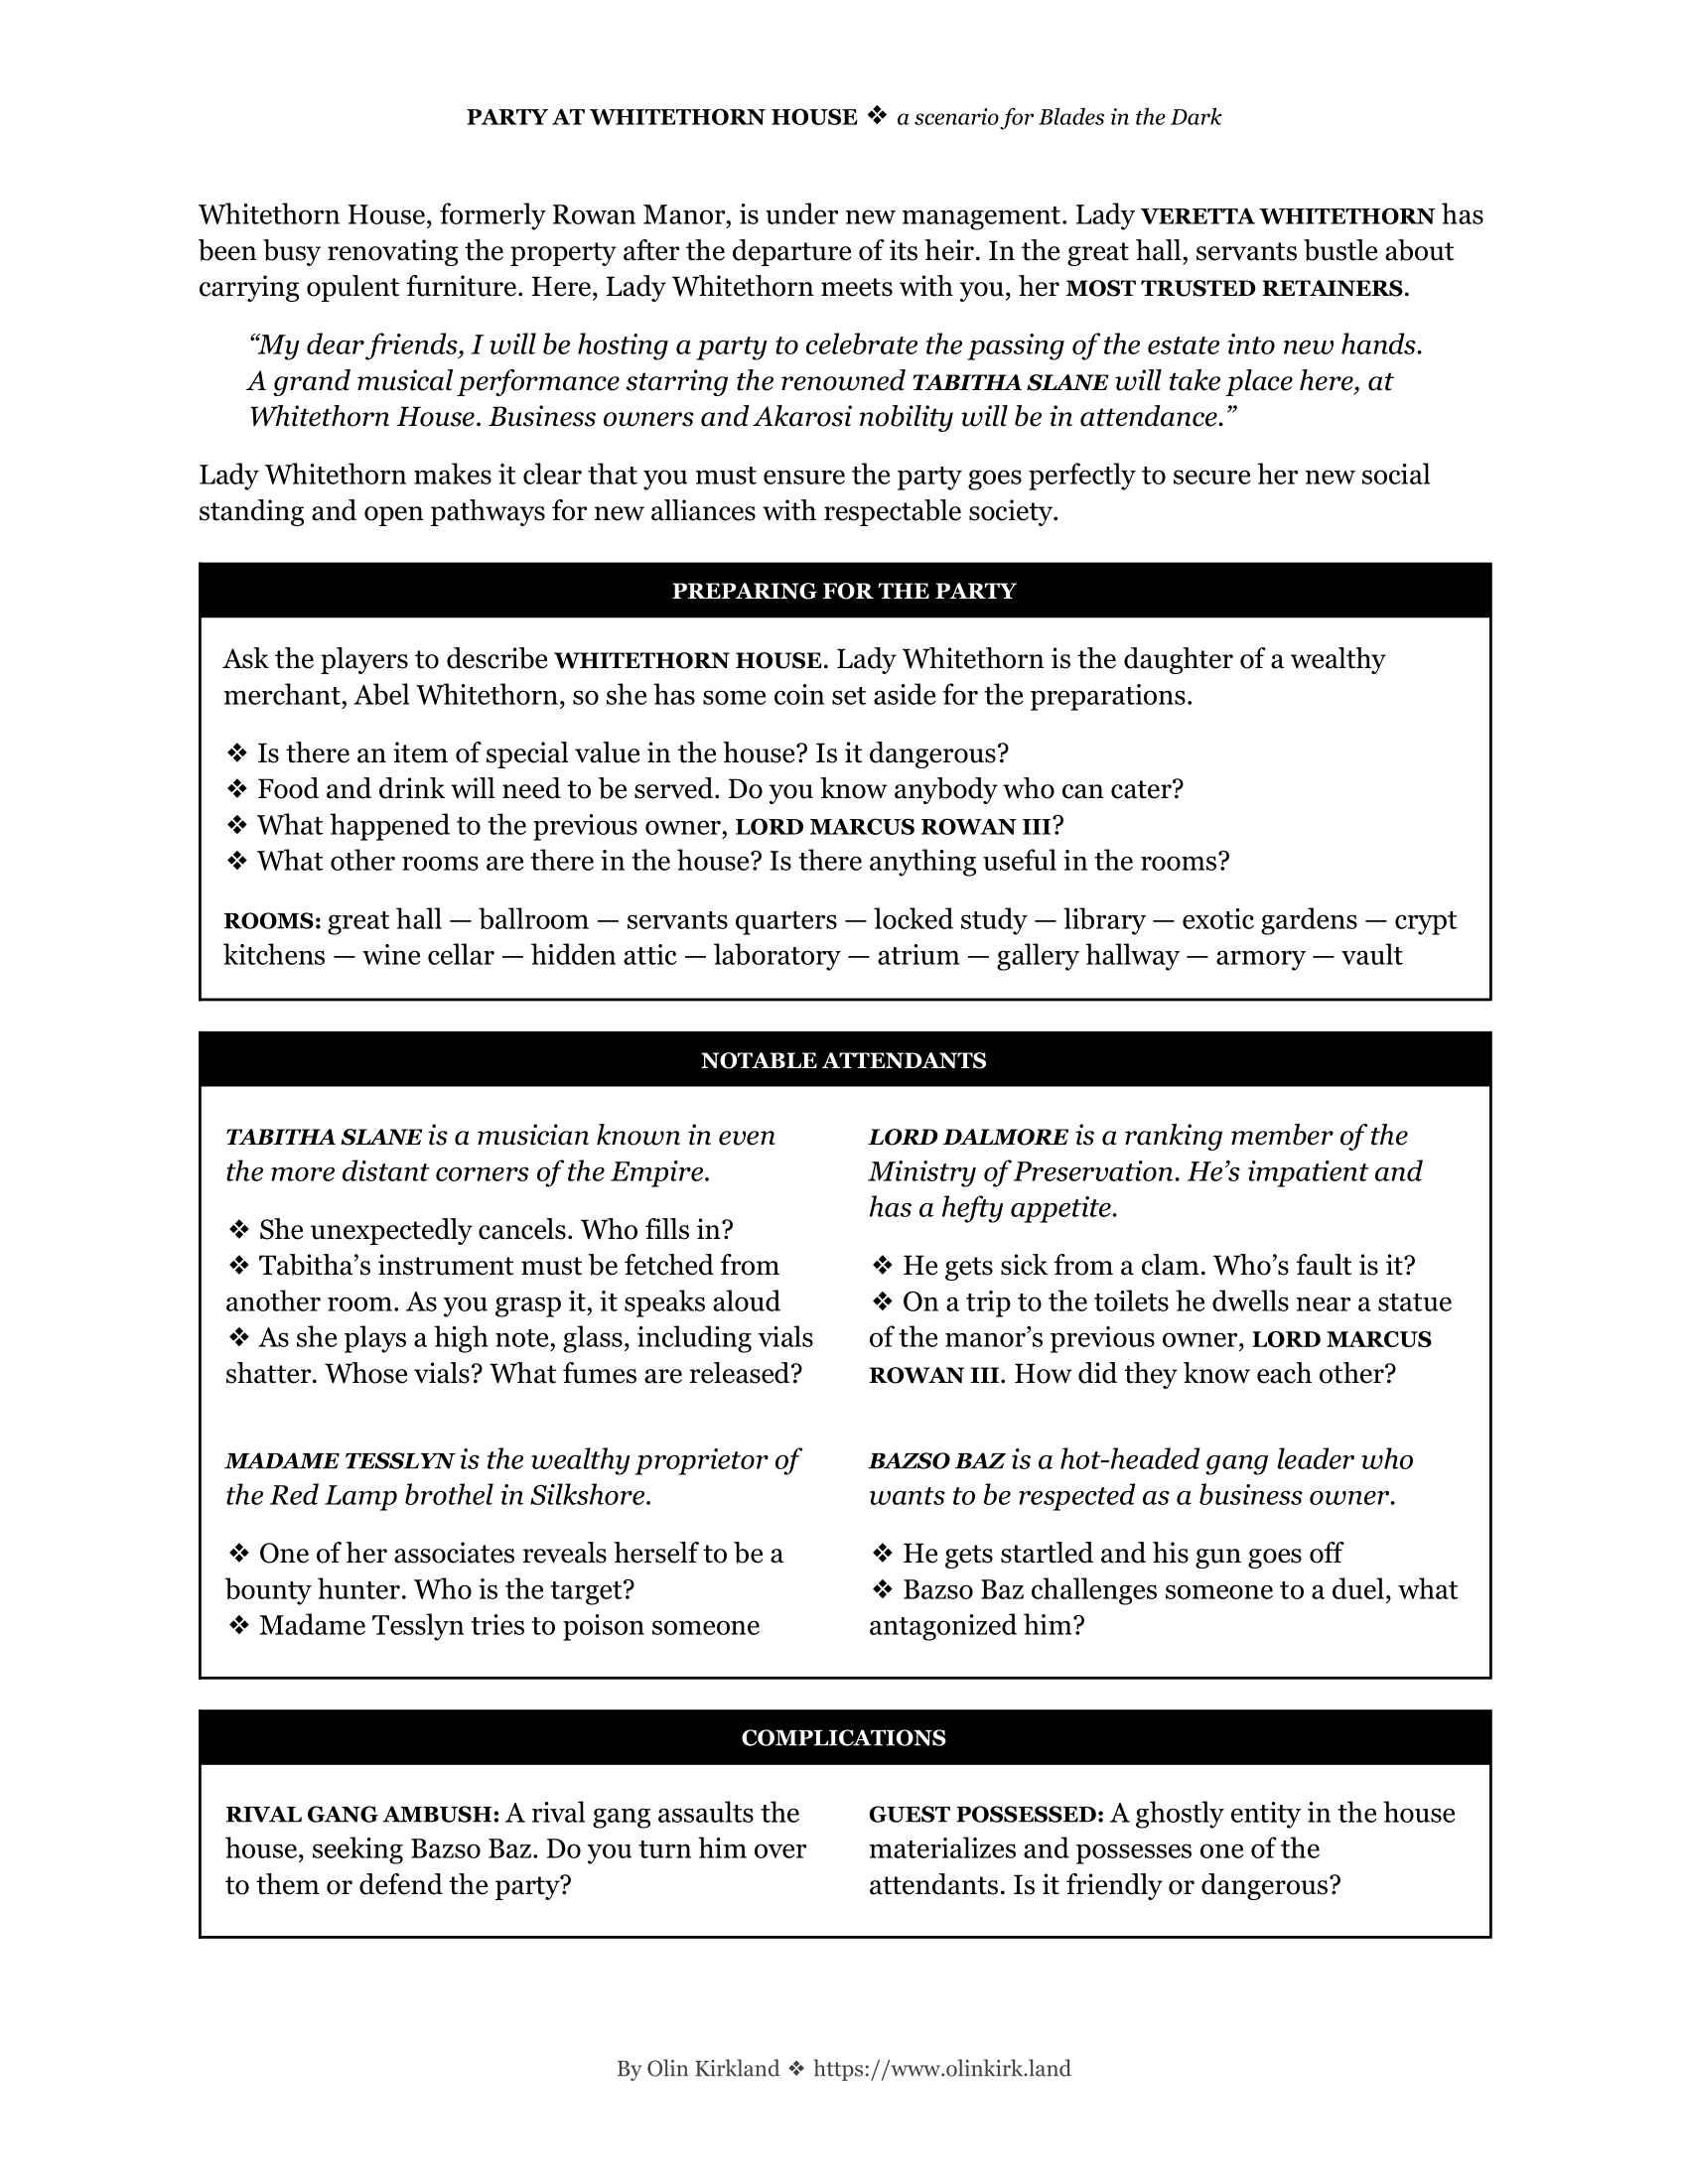 PARTY AT WHITETHORN HOUSE ❖ a scenario for Blades in the Dark
Whitethorn House, formerly Rowan Manor, is under new management. Lady VERETTA WHITETHORN has
been busy renovating the property after the departure of its heir. In the great hall, servants bustle about
carrying opulent furniture. Here, Lady Whitethorn meets with you, her MOST TRUSTED RETAINERS.
“My dear friends, I will be hosting a party to celebrate the passing of the estate into new hands.
A grand musical performance starring the renowned TABITHA SLANE will take place here, at
Whitethorn House. Business owners and Akarosi nobility will be in attendance.”
Lady Whitethorn makes it clear that you must ensure the party goes perfectly to secure her new social
standing and open pathways for new alliances with respectable society.
PREPARING FOR THE PARTY
Ask the players to describe WHITETHORN HOUSE. Lady Whitethorn is the daughter of a wealthy
merchant, Abel Whitethorn, so she has some coin set aside for the preparations.
❖ Is there an item of special value in the house? Is it dangerous?
❖ Food and drink will need to be served. Do you know anybody who can cater?
❖ What happened to the previous owner, LORD MARCUS ROWAN III?
❖ What other rooms are there in the house? Is there anything useful in the rooms?
ROOMS: great hall — ballroom — servants quarters — locked study — library — exotic gardens — crypt
kitchens — wine cellar — hidden attic — laboratory — atrium — gallery hallway — armory — vault
NOTABLE ATTENDANTS
TABITHA SLANE is a musician known in even
the more distant corners of the Empire.
❖ She unexpectedly cancels. Who fills in?
❖ Tabitha’s instrument must be fetched from
another room. As you grasp it, it speaks aloud
❖ As she plays a high note, glass, including vials
shatter. Whose vials? What fumes are released?
LORD DALMORE is a ranking member of the
Ministry of Preservation. He’s impatient and
has a hefty appetite.
❖ He gets sick from a clam. Who’s fault is it?
❖ On a trip to the toilets he dwells near a statue
of the manor’s previous owner, LORD MARCUS
ROWAN III. How did they know each other?
MADAME TESSLYN is the wealthy proprietor of
the Red Lamp brothel in Silkshore.
❖ One of her associates reveals herself to be a
bounty hunter. Who is the target?
❖ Madame Tesslyn tries to poison someone
BAZSO BAZ is a hot-headed gang leader who
wants to be respected as a business owner.
❖ He gets startled and his gun goes off
❖ Bazso Baz challenges someone to a duel, what
antagonized him?
COMPLICATIONS
RIVAL GANG AMBUSH: A rival gang assaults the
house, seeking Bazso Baz. Do you turn him over
to them or defend the party?
GUEST POSSESSED: A ghostly entity in the house
materializes and possesses one of the
attendants. Is it friendly or dangerous?
By Olin Kirkland ❖ https://www.olinkirk.land